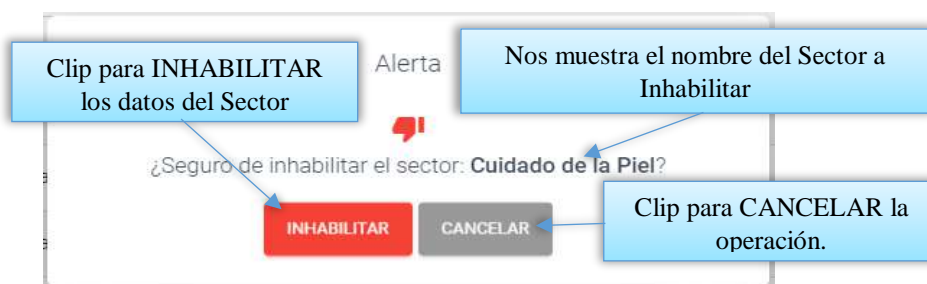 Clip para INHABILITAR
los datos del Sector
Alerta
Nos muestra el nombre del Sector a
Inhabilitar
¿Seguro de inhabilitar el sector: Cuidado de la Piel?
INHABILITAR
CANCELAR
Clip para CANCELAR la
operación.